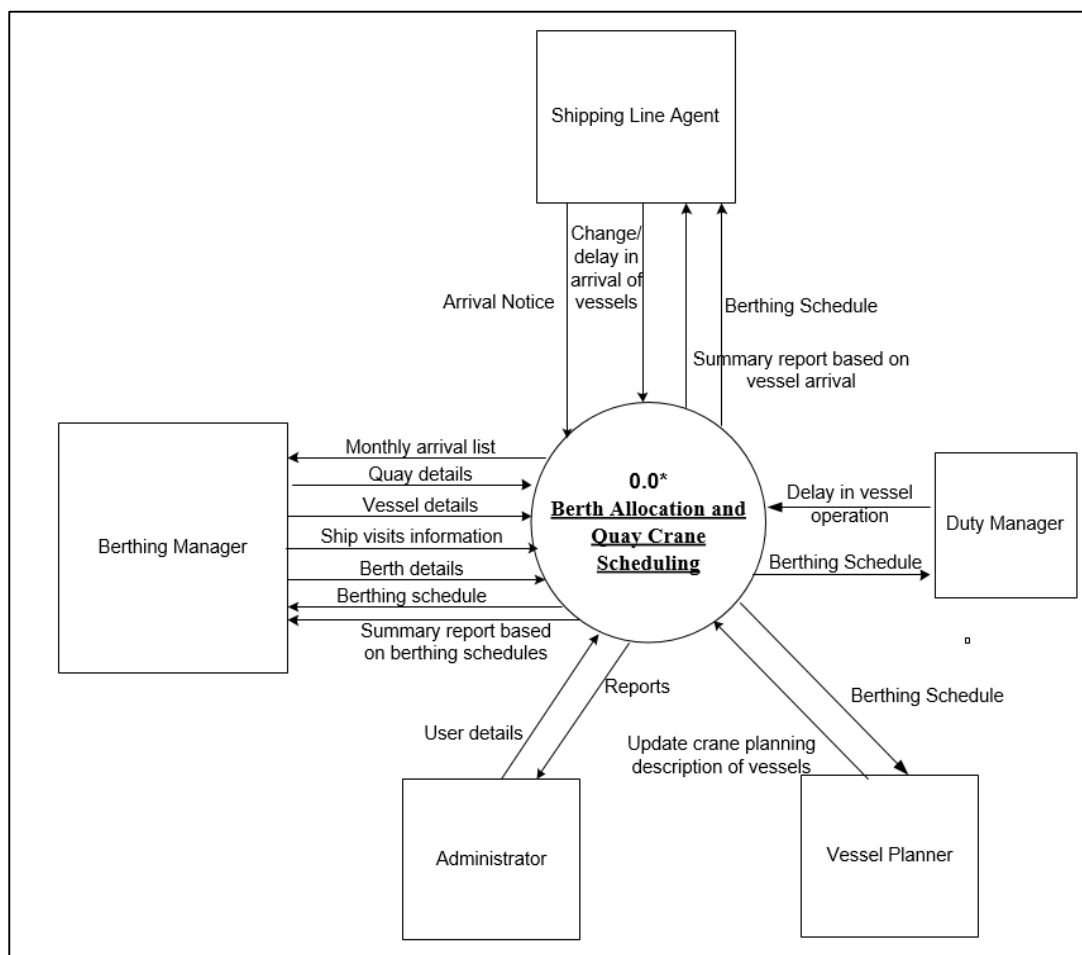 Shipping Line Agent
Change/
delay in
arrival of
vessels
Arrival Notice
Berthing Schedule
Summary report based on
vessel arrival
Monthly arrival list
Quay details
Vessel details
Ship visits information
Berth details
Berthing schedule
Summary report based
on berthing schedules
Berthing Manager
0.0*
Berth Allocation and
Quay Crane
Scheduling
Delay in vessel
operation
Berthing Schedule
Duty Manager
Reports
User details
Berthing Schedule
Update crane planning
description of vessels
Administrator
Vessel Planner